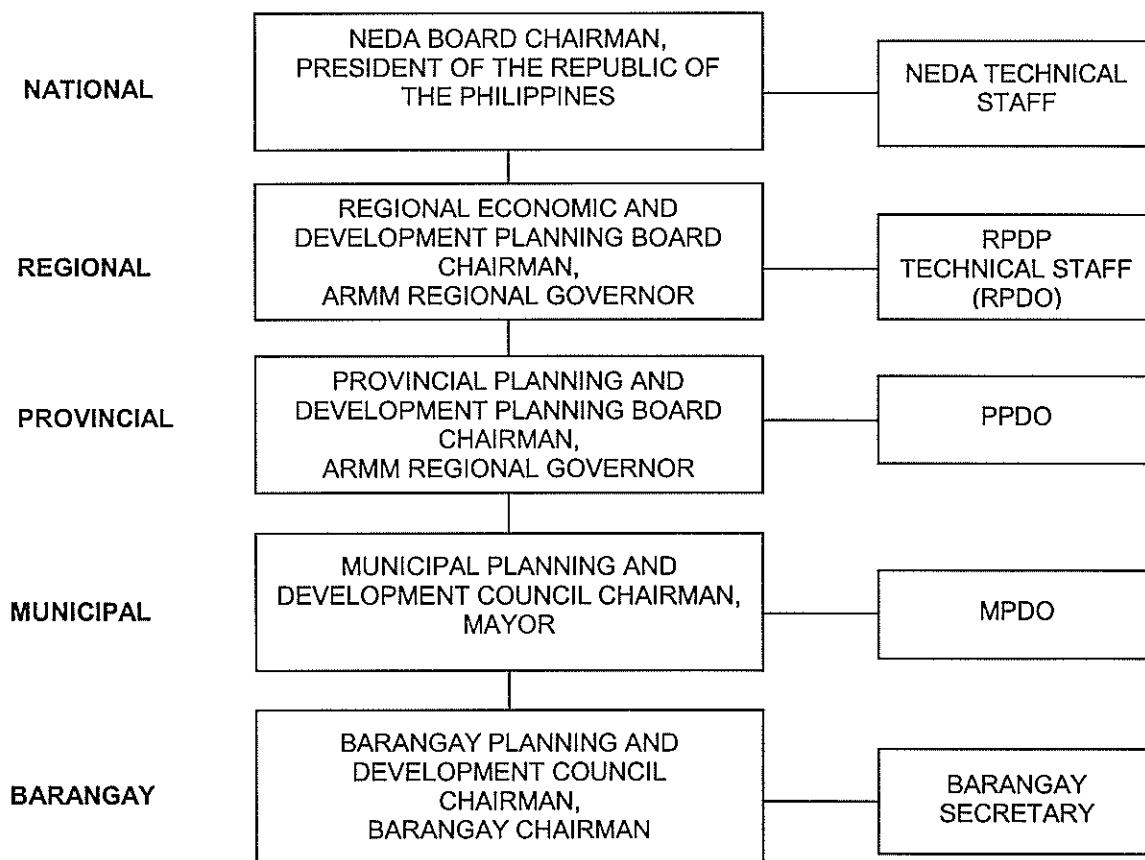 NATIONAL
NEDA BOARD CHAIRMAN,
PRESIDENT OF THE REPUBLIC OF
THE PHILIPPINES
NEDA TECHNICAL
STAFF
REGIONAL
REGIONAL ECONOMIC AND
DEVELOPMENT PLANNING BOARD
CHAIRMAN,
ARMM REGIONAL GOVERNOR
RPDP
TECHNICAL STAFF
(RPDO)
PROVINCIAL
PROVINCIAL PLANNING AND
DEVELOPMENT PLANNING BOARD
CHAIRMAN,
ARMM REGIONAL GOVERNOR
PPDO
MUNICIPAL
MUNICIPAL PLANNING AND
DEVELOPMENT COUNCIL CHAIRMAN,
MAYOR
MPDO
BARANGAY
BARANGAY PLANNING AND
DEVELOPMENT COUNCIL
CHAIRMAN,
BARANGAY CHAIRMAN
BARANGAY
SECRETARY